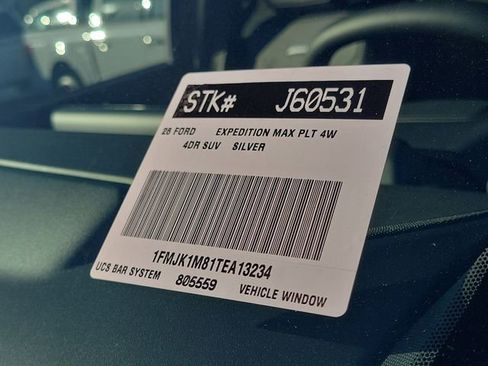 STK# J60531
26 FORD EXPEDITION MAX PLT 4W
4DR SUV SILVER
1FMJK1M81TEA13234
UCS BAR SYSTEM 805559 VEHICLE WINDOW